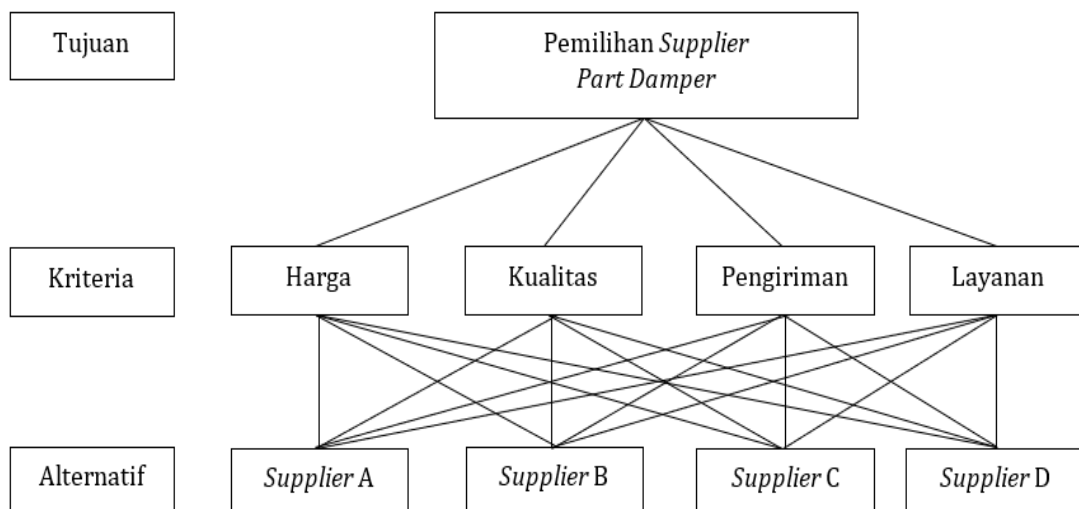 Tujuan
Pemilihan Supplier
Part Damper
Kriteria
Harga
Kualitas
Pengiriman
Layanan
Alternatif
Supplier A
Supplier B
Supplier C
Supplier D